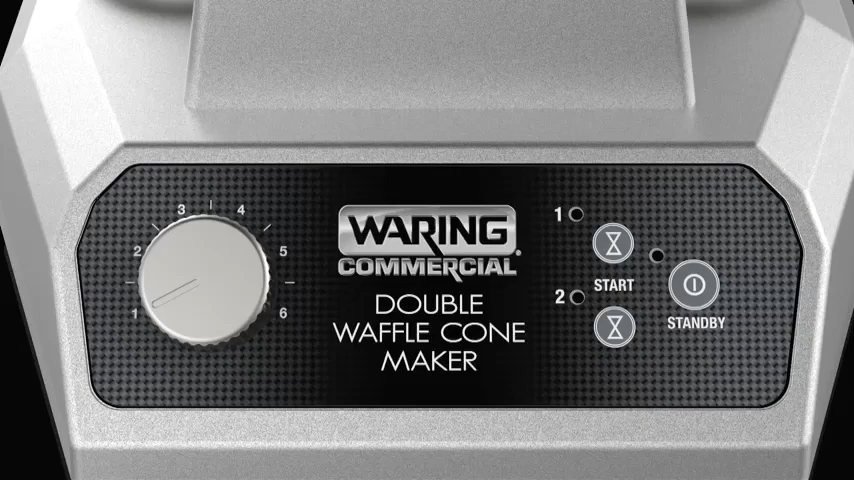 3 4
2 5
1 6
WARING
COMMERCIAL®
DOUBLE
WAFFLE CONE
MAKER
1
START
2
STANDBY